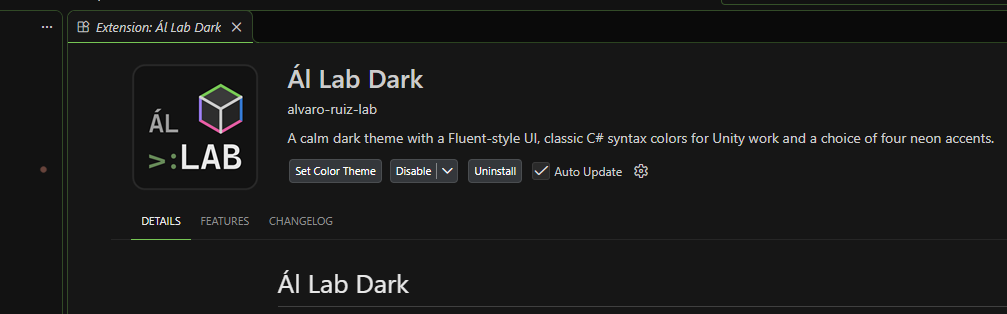 Extension: Ál Lab Dark
ÁL
>:LAB
Ál Lab Dark
alvaro-ruiz-lab
A calm dark theme with a Fluent-style UI, classic C# syntax colors for Unity work and a choice of four neon accents.
Set Color Theme Disable Uninstall Auto Update
DETAILS FEATURES CHANGELOG
Ál Lab Dark